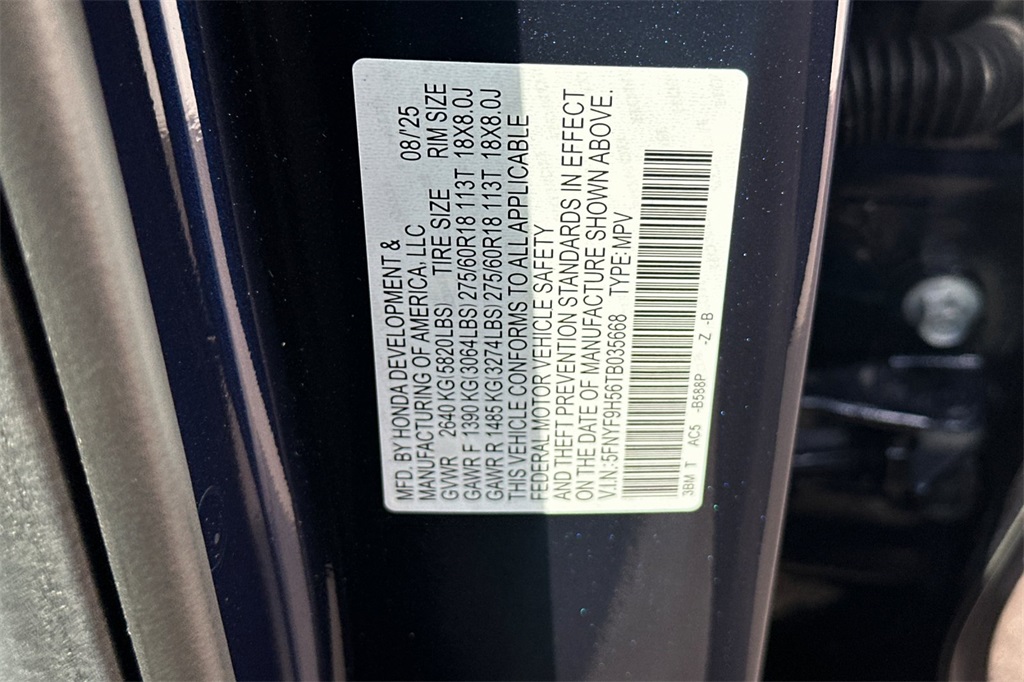 MFD. BY HONDA DEVELOPMENT &
MANUFACTURING OF AMERICA, LLC 08/'25
GVWR 2640 KG(5820LBS) TIRE SIZE RIM SIZE
GAWR F 1390 KG(3064LBS) 275/60R18 113T 18X8.0J
GAWR R 1485 KG(3274LBS) 275/60R18 113T 18X8.0J
THIS VEHICLE CONFORMS TO ALL APPLICABLE
FEDERAL MOTOR VEHICLE SAFETY
AND THEFT PREVENTION STANDARDS IN EFFECT
ON THE DATE OF MANUFACTURE SHOWN ABOVE.
V.I.N.:5FNYF9H56TB035668 TYPE:MPV
3BM T AC5 -B588P -Z -B